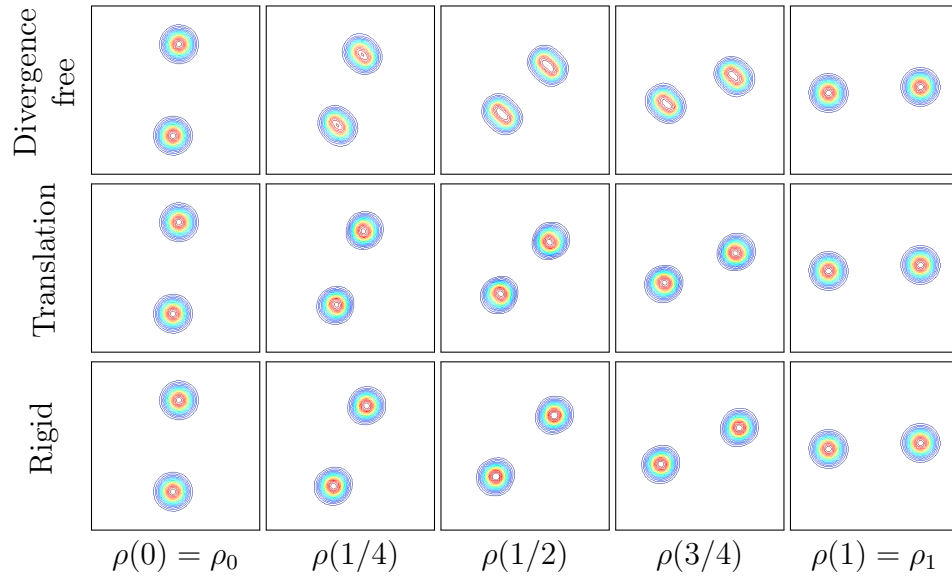 Divergence
free
Translation
Rigid
ρ(0) = ρ₀
ρ(1/4)
ρ(1/2)
ρ(3/4)
ρ(1) = ρ₁